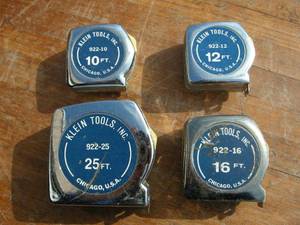 KLEIN TOOLS, INC.
922-10
10 FT.
CHICAGO, U.S.A.
KLEIN TOOLS, INC.
922-12
12 FT.
CHICAGO, U.S.A.
KLEIN TOOLS, INC.
922-25
25 FT.
CHICAGO, U.S.A.
KLEIN TOOLS, INC.
922-16
16 FT.
CHICAGO, U.S.A.